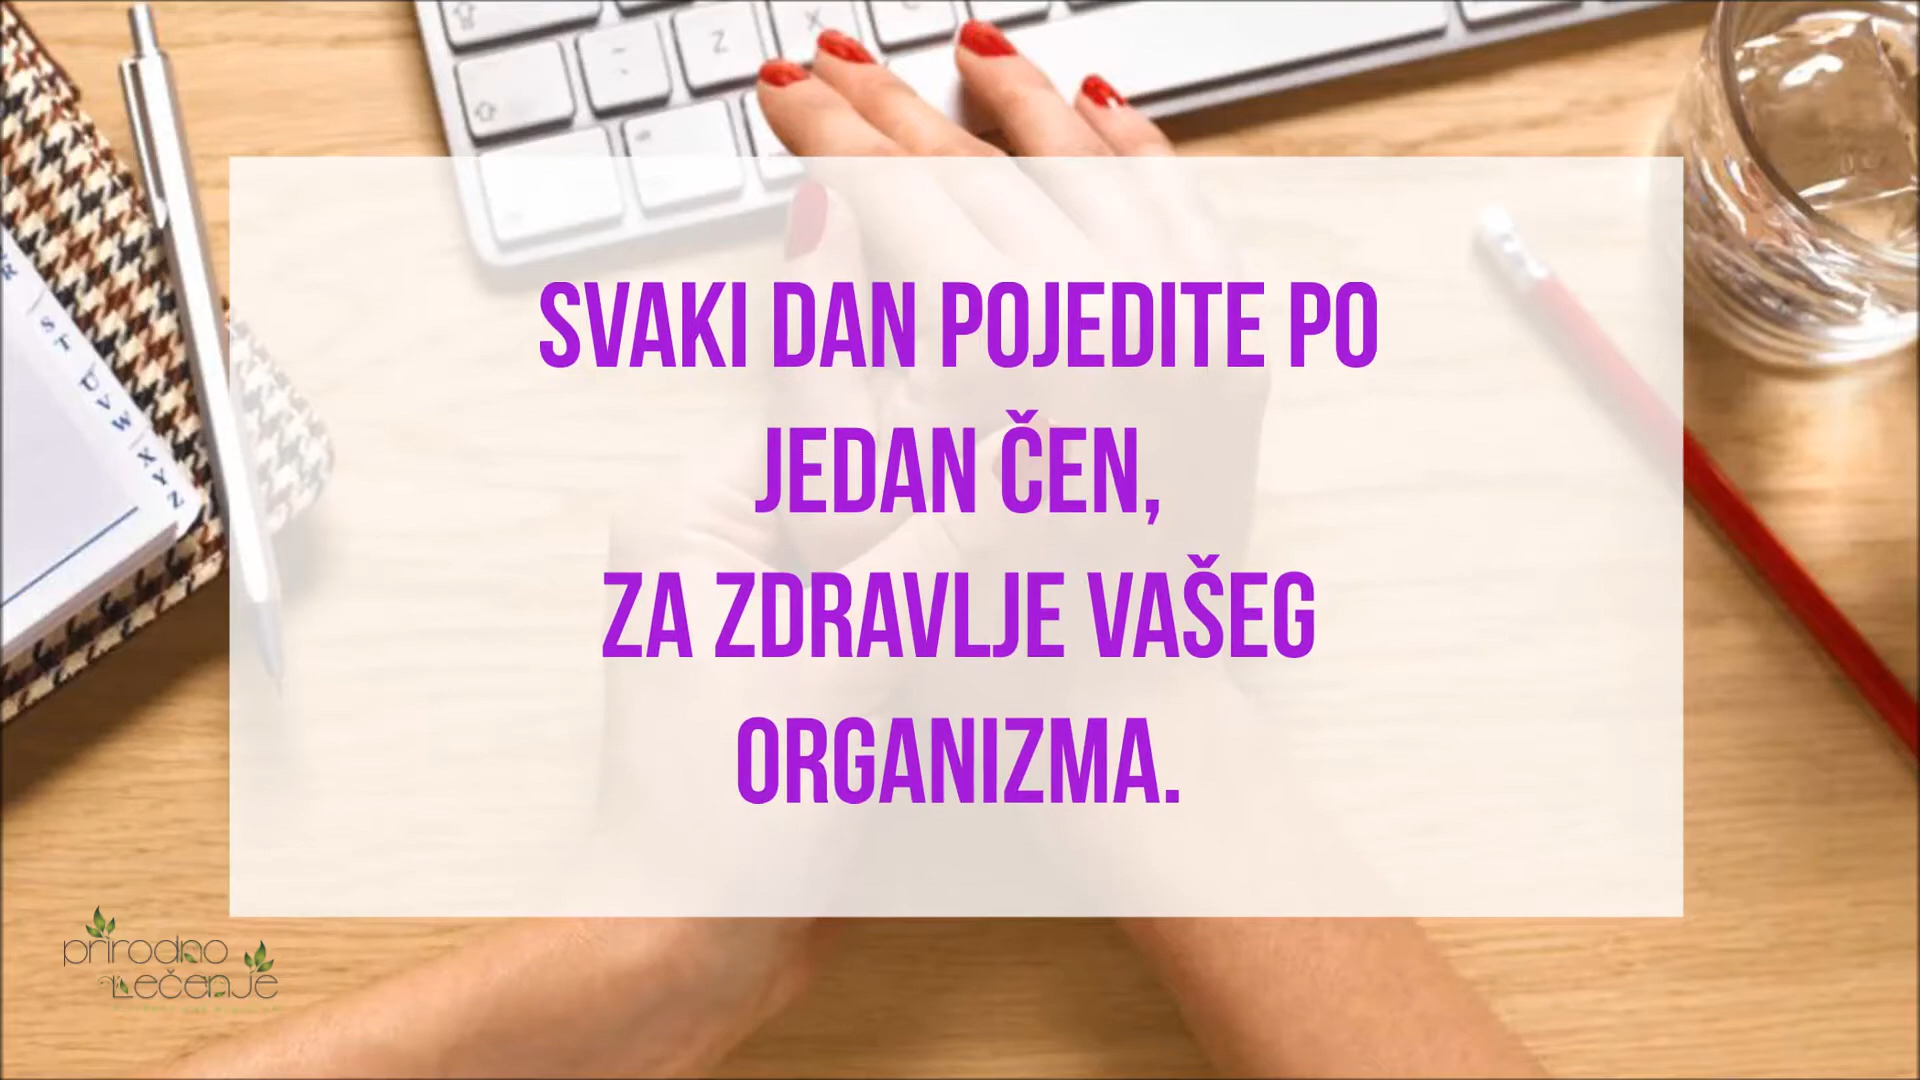 SVAKI DAN POJEDITE PO
JEDAN ČEN,
ZA ZDRAVLJE VAŠEG
ORGANIZMA.
prirodno
Lečenje
Z
X
C
R
S
T
U
V
W
X
Y
Z